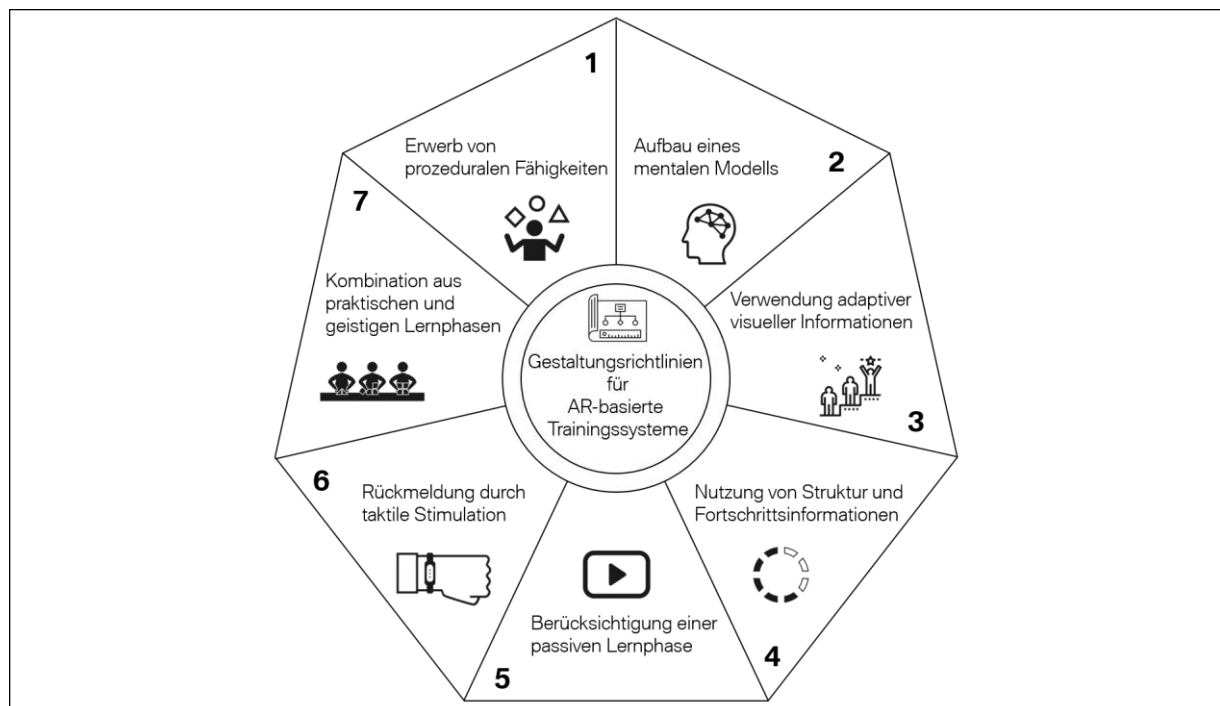 1
Erwerb von
prozeduralen Fähigkeiten
2
Aufbau eines
mentalen Modells
3
Verwendung adaptiver
visueller Informationen
4
Nutzung von Struktur und
Fortschrittsinformationen
5
Berücksichtigung einer
passiven Lernphase
6
Rückmeldung durch
taktile Stimulation
7
Kombination aus
praktischen und
geistigen Lernphasen
Gestaltungsrichtlinien
für
AR-basierte
Trainingssysteme